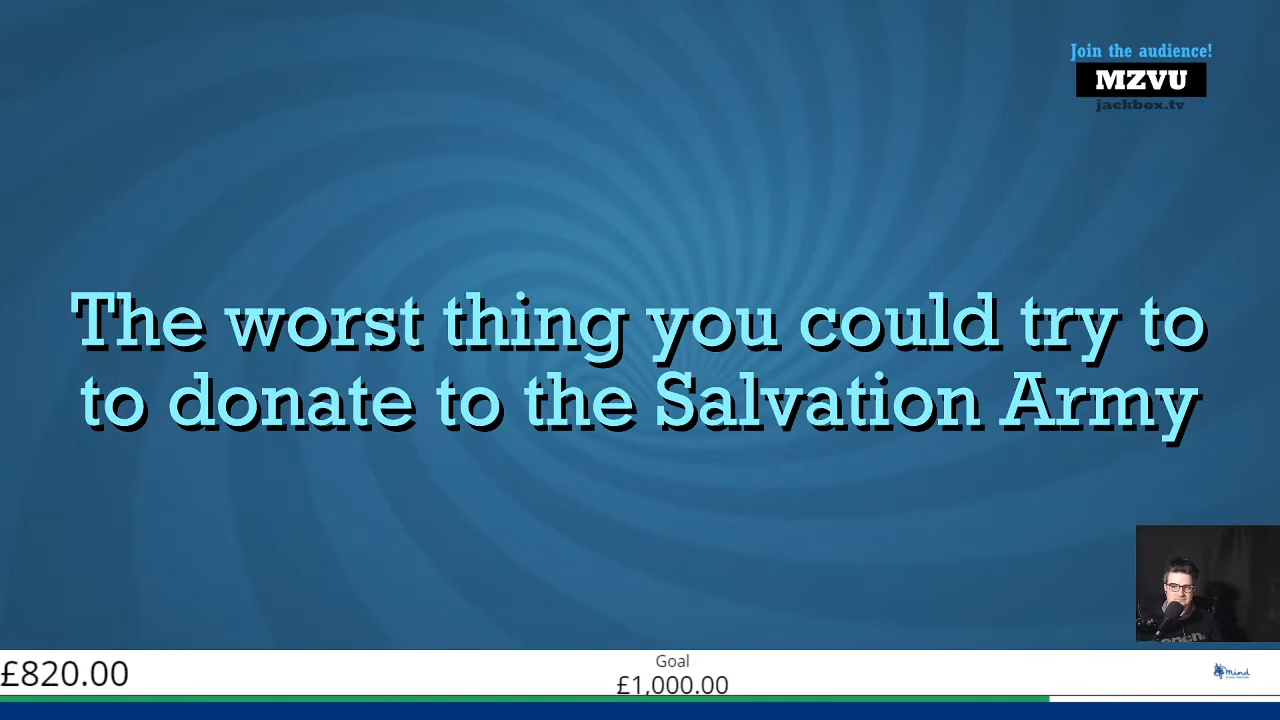 Join the audience!
MZVU
jackbox.tv
The worst thing you could try to
to donate to the Salvation Army
£820.00
Goal
£1,000.00
mind